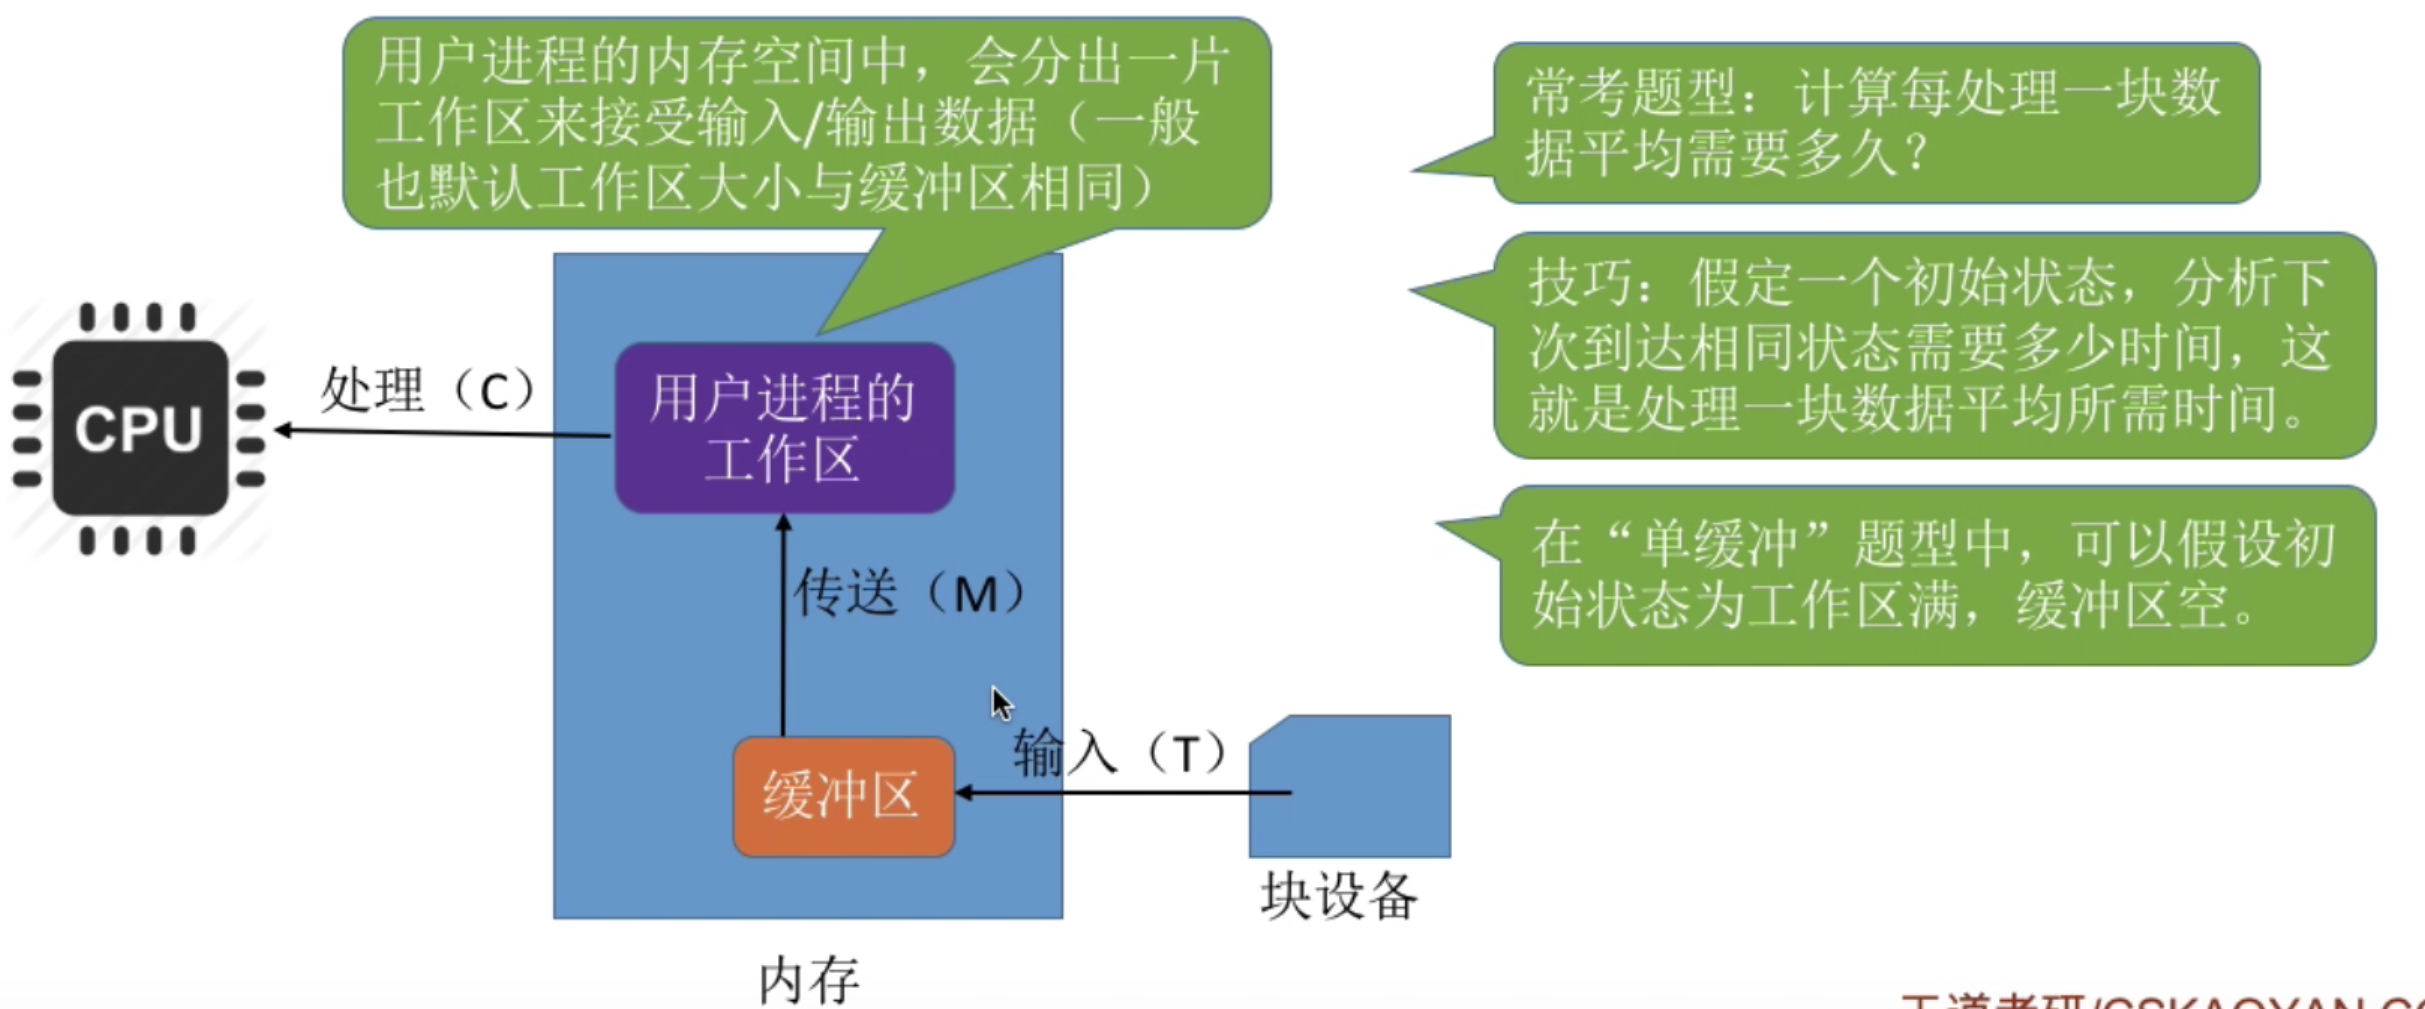 用户进程的内存空间中，会分出一片
工作区来接受输入/输出数据（一般
也默认工作区大小与缓冲区相同）
常考题型：计算每处理一块数
据平均需要多久？
技巧：假定一个初始状态，分析下
次到达相同状态需要多少时间，这
就是处理一块数据平均所需时间。
在“单缓冲”题型中，可以假设初
始状态为工作区满，缓冲区空。
CPU
处理（C）
用户进程的
工作区
传送（M）
缓冲区
输入（T）
块设备
内存
王道考研/CSKAOYAN.CO